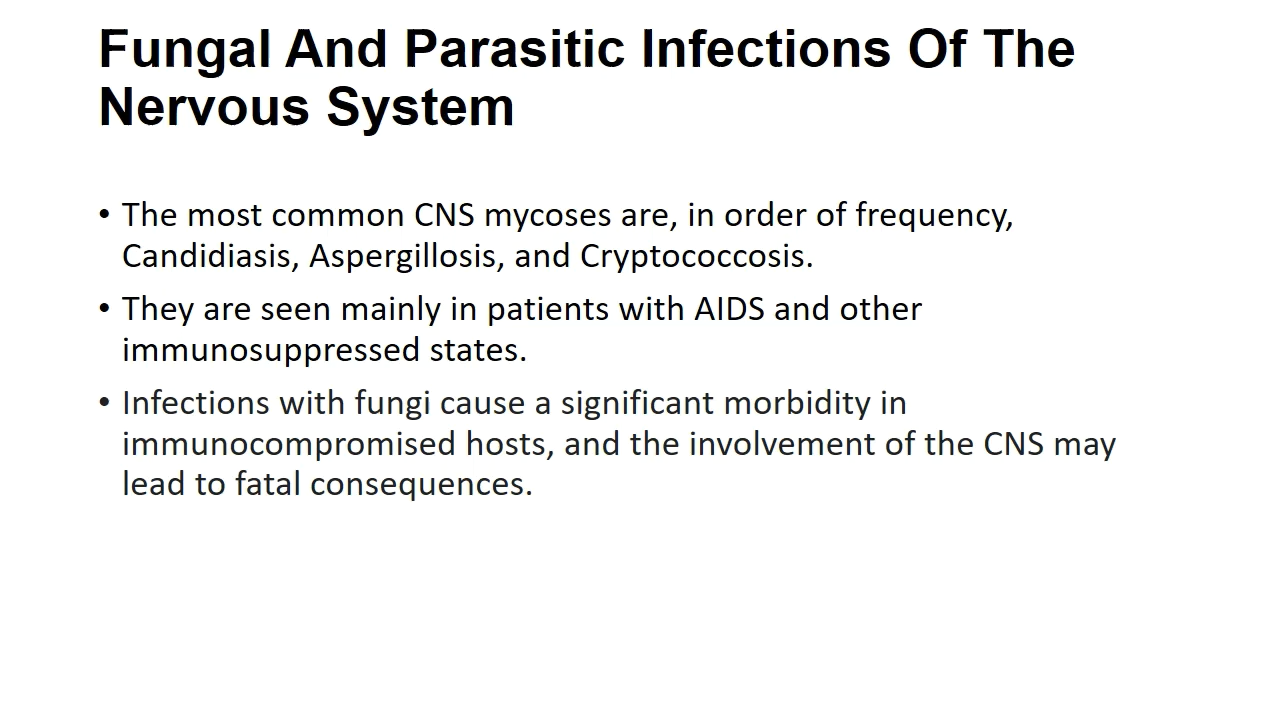 Fungal And Parasitic Infections Of The
Nervous System
• The most common CNS mycoses are, in order of frequency,
Candidiasis, Aspergillosis, and Cryptococcosis.
• They are seen mainly in patients with AIDS and other
immunosuppressed states.
• Infections with fungi cause a significant morbidity in
immunocompromised hosts, and the involvement of the CNS may
lead to fatal consequences.